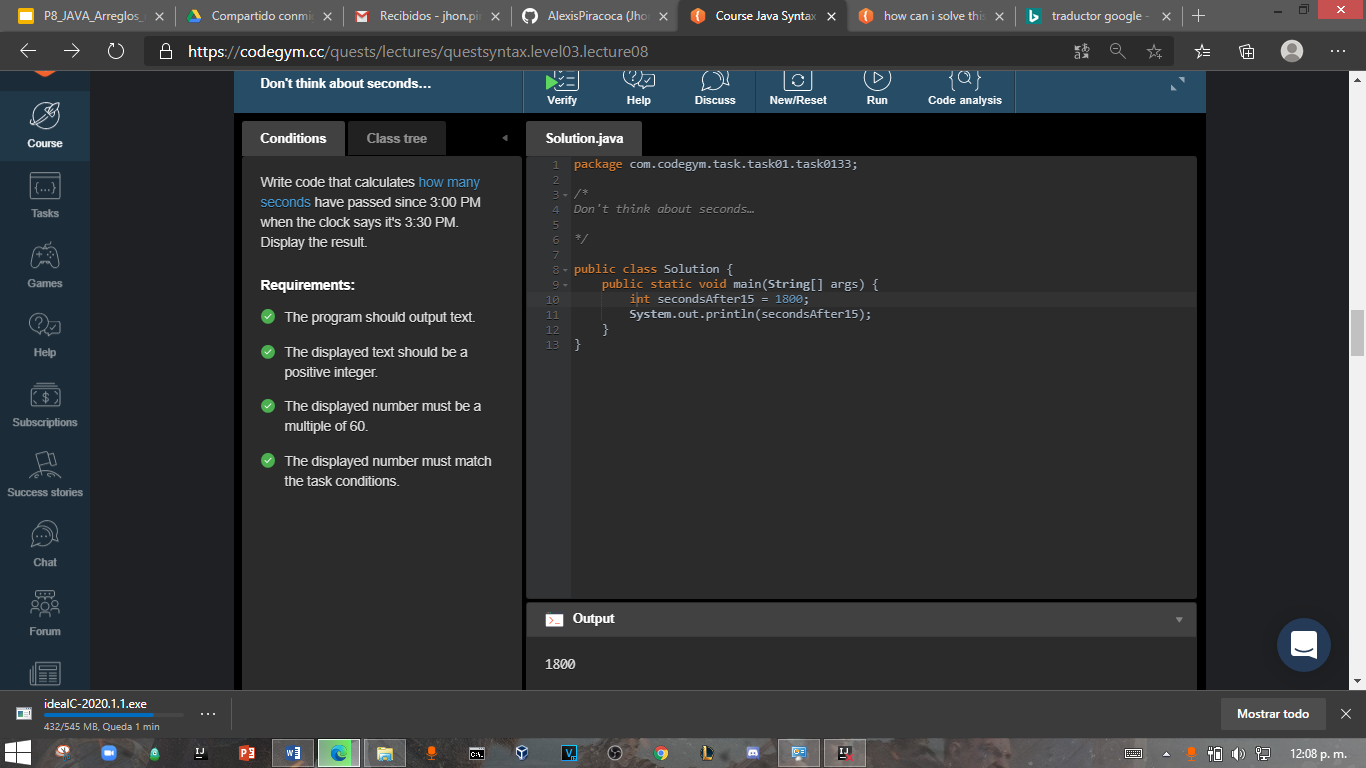 P8_JAVA_Arreglos_
Compartido conmi
Recibidos - jhon.pi
AlexisPiracoca (Jho
Course Java Syntax
how can i solve this
traductor google -
https://codegym.cc/quests/lectures/questsyntax.level03.lecture08
Don't think about seconds…
Verify
Help
Discuss
New/Reset
Run
Code analysis
Course
Tasks
Games
Help
Subscriptions
Success stories
Chat
Forum
Conditions
Class tree
Write code that calculates how many
seconds have passed since 3:00 PM
when the clock says it's 3:30 PM.
Display the result.
Requirements:
The program should output text.
The displayed text should be a
positive integer.
The displayed number must be a
multiple of 60.
The displayed number must match
the task conditions.
Solution.java
1 package com.codegym.task.task01.task0133;
2
3 /*
4 Don't think about seconds…
5
6 */
7
8 public class Solution {
9 public static void main(String[] args) {
10 int secondsAfter15 = 1800;
11 System.out.println(secondsAfter15);
12 }
13 }
Output
1800
ideaIC-2020.1.1.exe
432/545 MB, Queda 1 min
Mostrar todo
12:08 p. m.